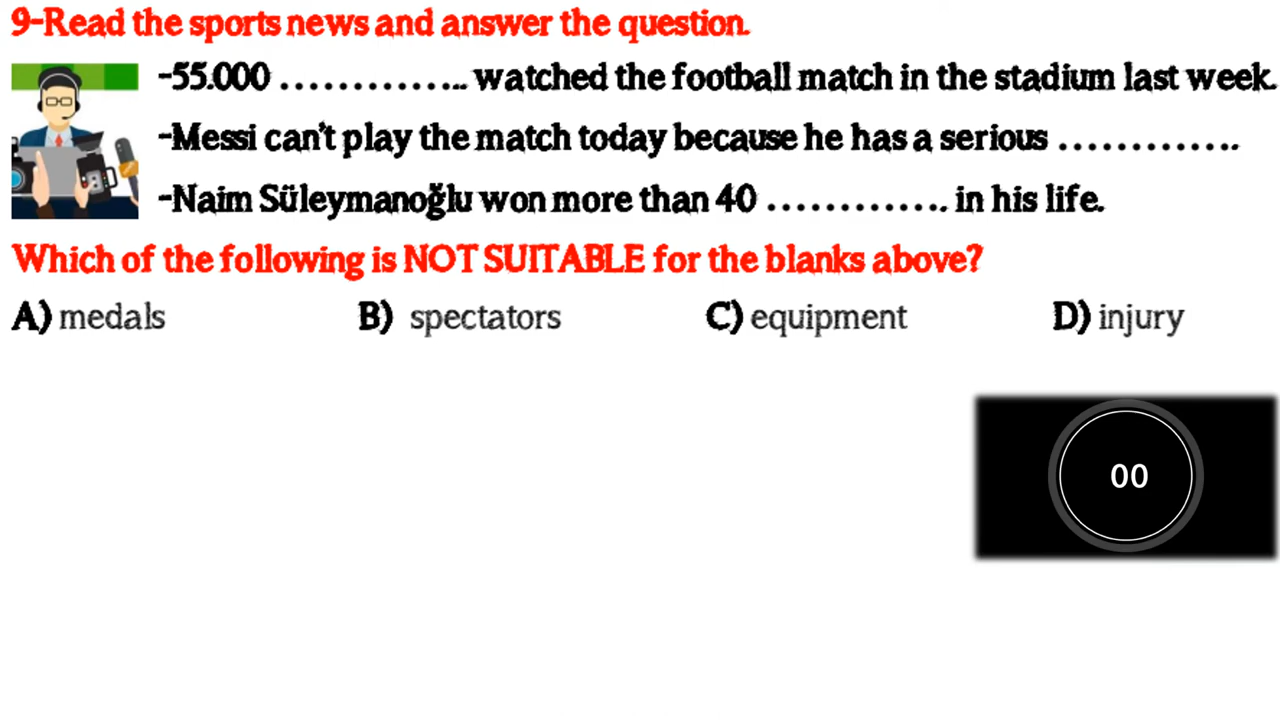 9-Read the sports news and answer the question.
-55.000 ………….. watched the football match in the stadium last week.
-Messi can't play the match today because he has a serious ………….
-Naim Süleymanoğlu won more than 40 …………. in his life.
Which of the following is NOT SUITABLE for the blanks above?
A) medals B) spectators C) equipment D) injury
00